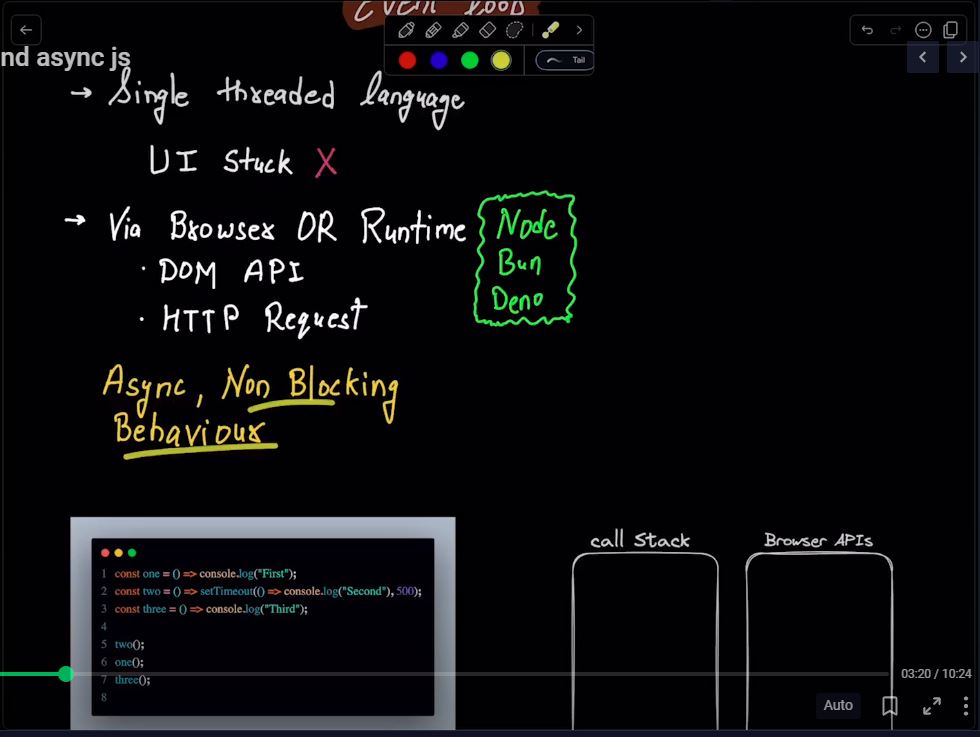 Event loop
Tail
nd async js
→ Single threaded language
UI Stuck X
→ Via Browser OR Runtime
Node
Bun
Deno
· DOM API
· HTTP Request
Async, Non Blocking
Behaviour
call Stack
Browser APIs
1 const one = () => console.log("First");
2 const two = () => setTimeout(() => console.log("Second"), 500);
3 const three = () => console.log("Third");
4
5 two();
6 one();
7 three();
8
03:20 / 10:24
Auto